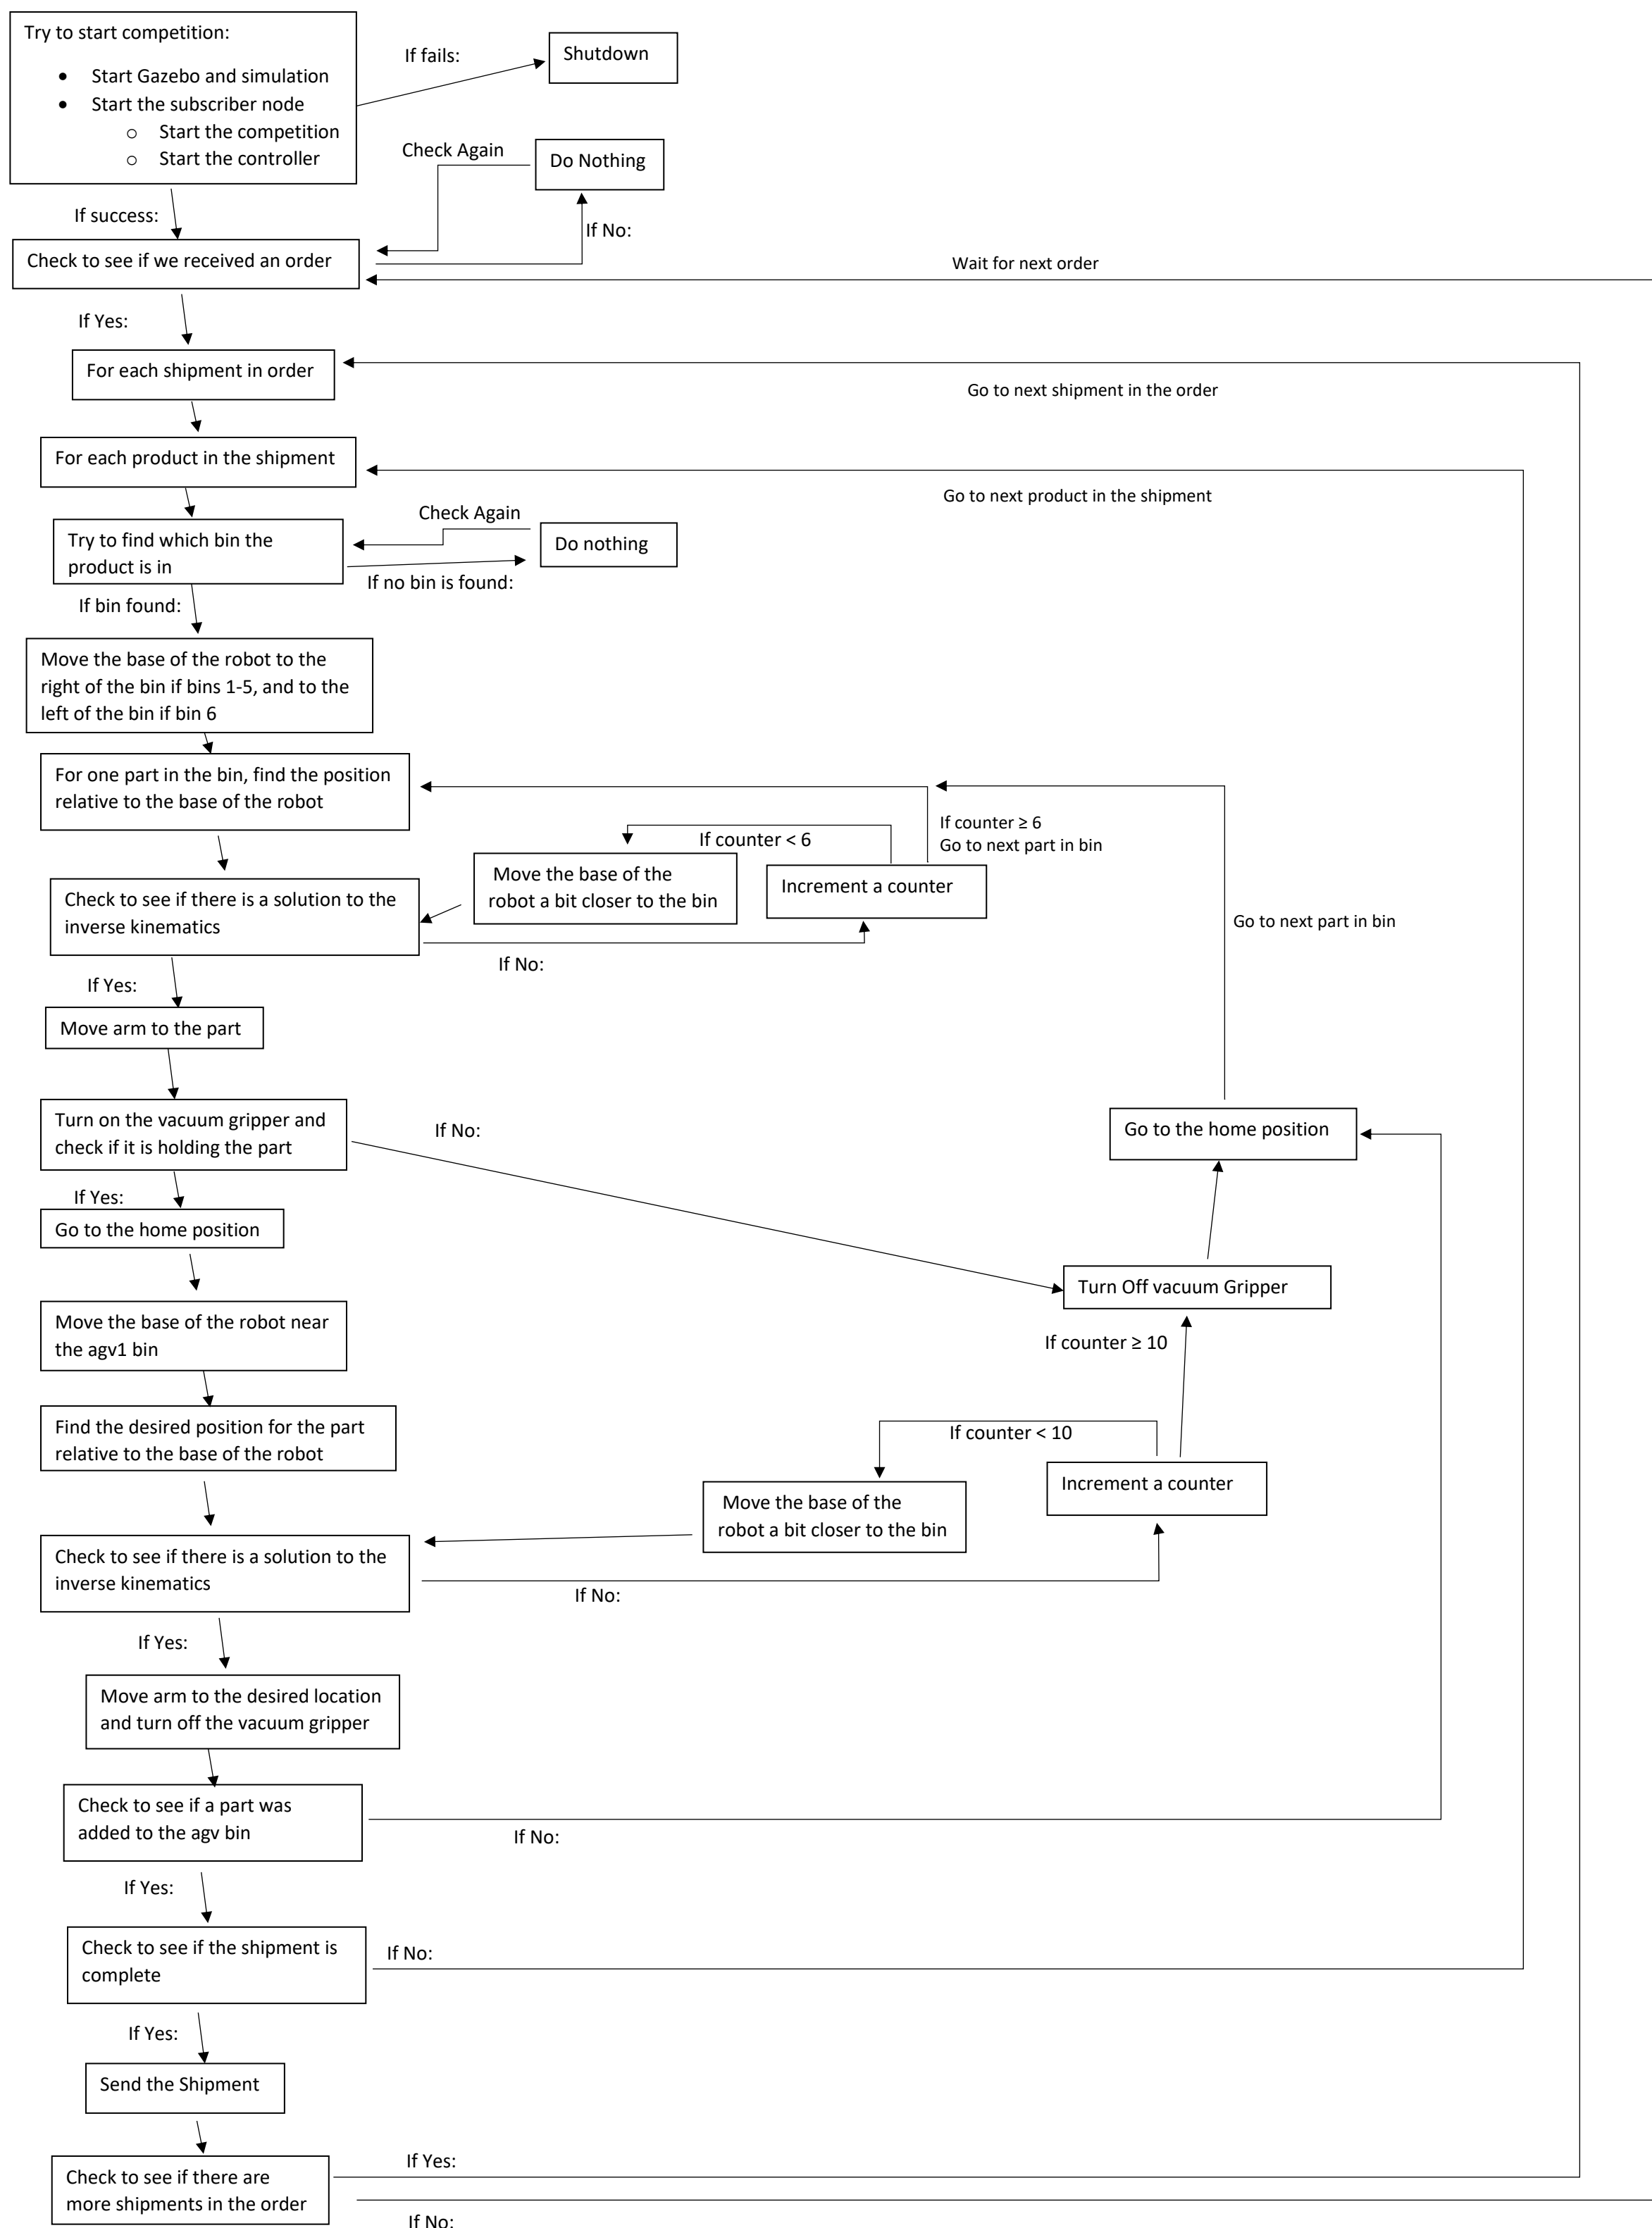 Try to start competition:
• Start Gazebo and simulation
• Start the subscriber node
o Start the competition
o Start the controller
If fails:
Shutdown
Check Again
Do Nothing
If success:
If No:
Check to see if we received an order
Wait for next order
If Yes:
For each shipment in order
Go to next shipment in the order
For each product in the shipment
Go to next product in the shipment
Check Again
Try to find which bin the
product is in
Do nothing
If no bin is found:
If bin found:
Move the base of the robot to the
right of the bin if bins 1-5, and to the
left of the bin if bin 6
For one part in the bin, find the position
relative to the base of the robot
If counter ≥ 6
Go to next part in bin
If counter < 6
Move the base of the
robot a bit closer to the bin
Increment a counter
Check to see if there is a solution to the
inverse kinematics
Go to next part in bin
If No:
If Yes:
Move arm to the part
Turn on the vacuum gripper and
check if it is holding the part
If No:
Go to the home position
If Yes:
Go to the home position
Turn Off vacuum Gripper
Move the base of the robot near
the agv1 bin
If counter ≥ 10
Find the desired position for the part
relative to the base of the robot
If counter < 10
Increment a counter
Move the base of the
robot a bit closer to the bin
Check to see if there is a solution to the
inverse kinematics
If No:
If Yes:
Move arm to the desired location
and turn off the vacuum gripper
Check to see if a part was
added to the agv bin
If No:
If Yes:
Check to see if the shipment is
complete
If No:
If Yes:
Send the Shipment
Check to see if there are
more shipments in the order
If Yes:
If No: